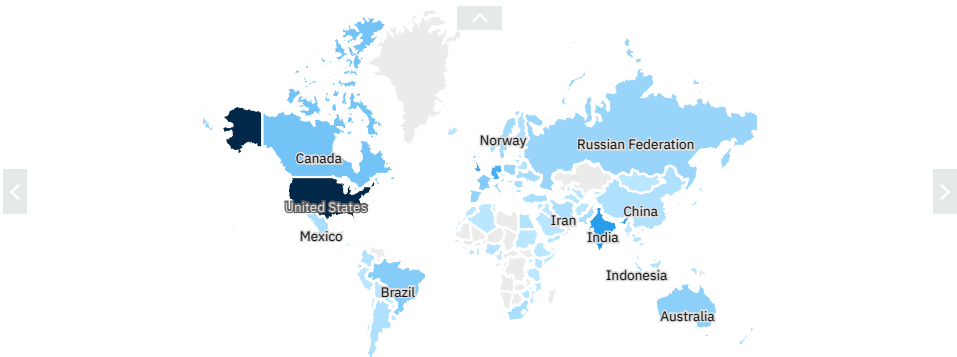 Norway
Russian Federation
Canada
United States
China
Iran
Mexico
India
Indonesia
Brazil
Australia